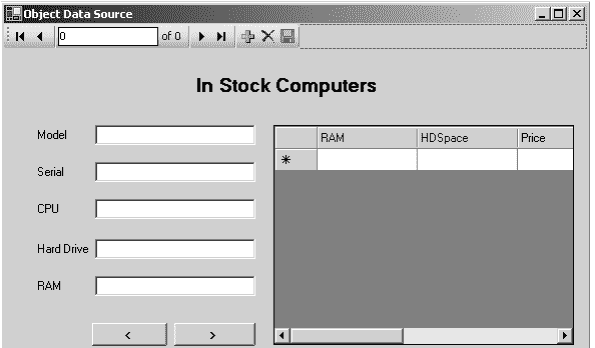 Object Data Source
0 of 0
In Stock Computers
Model
Serial
CPU
Hard Drive
RAM
< >
RAM HDSpace Price
*